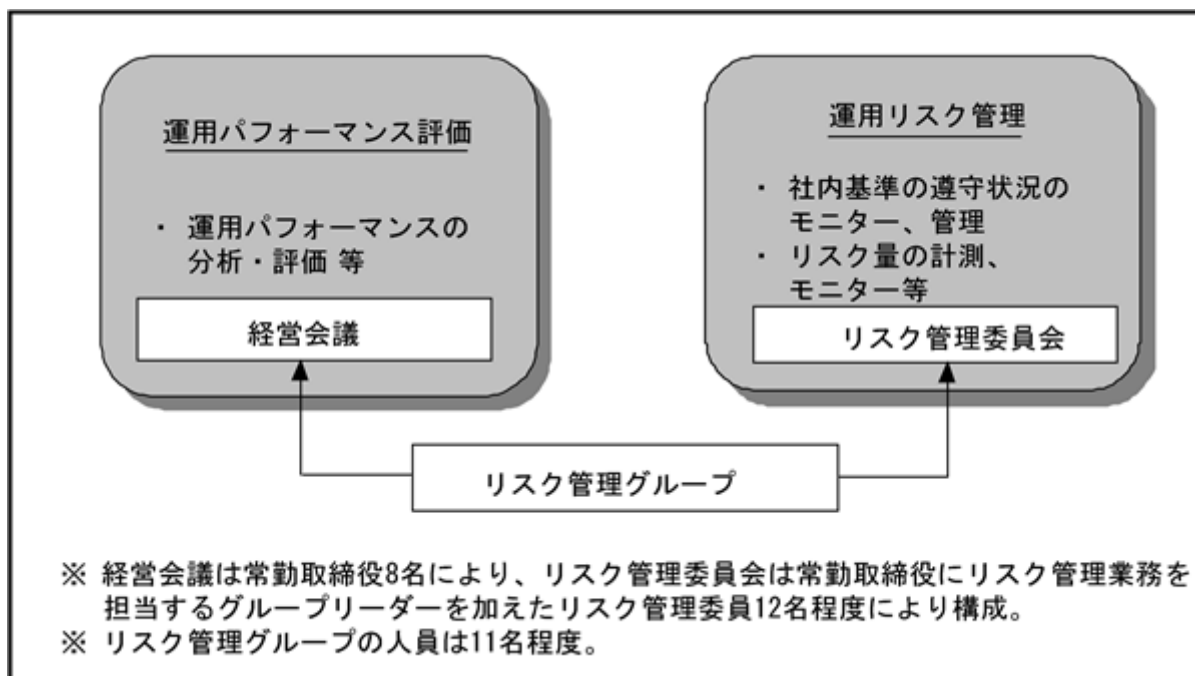 運用パフォーマンス評価
・ 運用パフォーマンスの
分析・評価 等
経営会議
運用リスク管理
・ 社内基準の遵守状況の
モニター、管理
・ リスク量の計測、
モニター等
リスク管理委員会
リスク管理グループ
※ 経営会議は常勤取締役8名により、リスク管理委員会は常勤取締役にリスク管理業務を
担当するグループリーダーを加えたリスク管理委員12名程度により構成。
※ リスク管理グループの人員は11名程度。